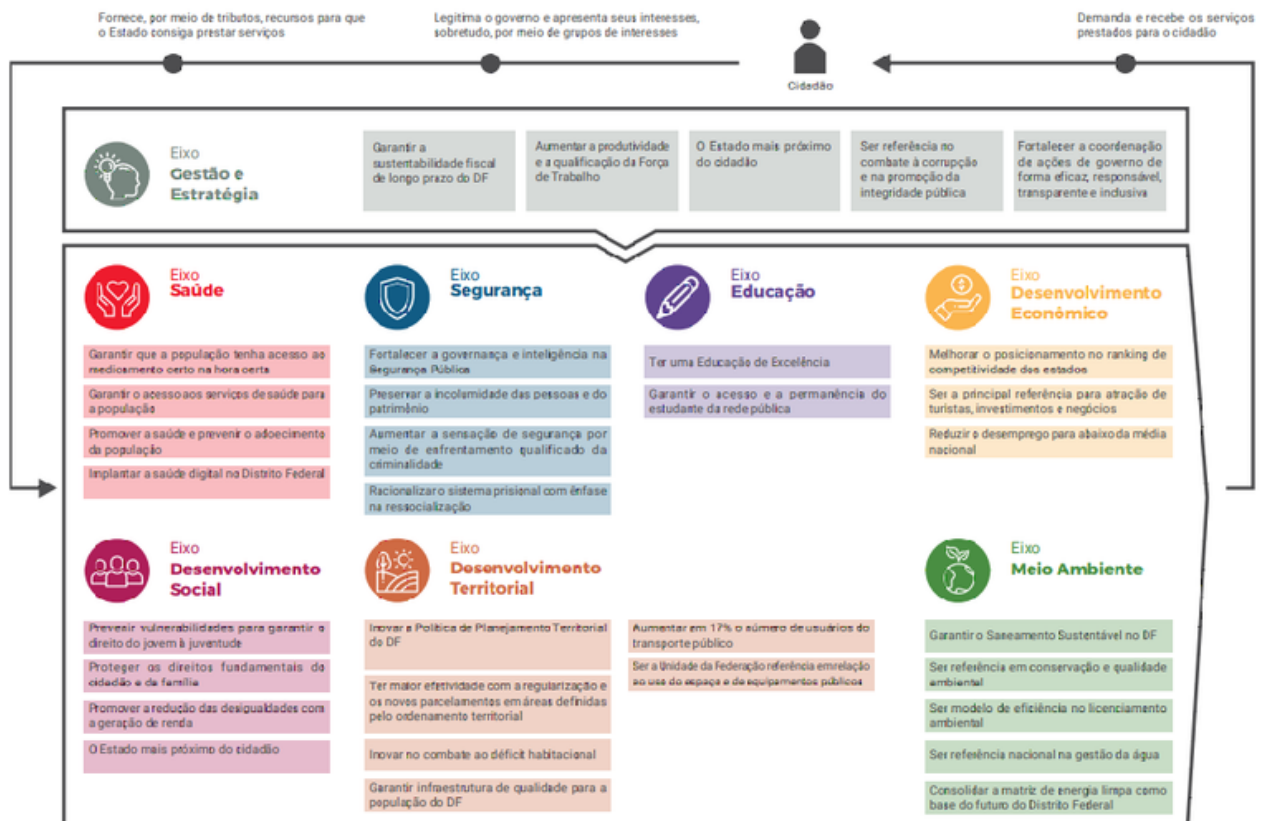 Fornece, por meio de tributos, recursos para que
o Estado consiga prestar serviços
Legitima o governo e apresenta seus interesses,
sobretudo, por meio de grupos de interesses
Demanda e recebe os serviços
prestados para o cidadão
Cidadão
Eixo
Gestão e
Estratégia
Garantir a
sustentabilidade fiscal
de longo prazo do DF
Aumentar a produtividade
e a qualificação da Força
de Trabalho
O Estado mais próximo
do cidadão
Ser referência no
combate à corrupção
e na promoção da
integridade pública
Fortalecer a coordenação
de ações de governo de
forma eficaz, responsável,
transparente e inclusiva
Eixo
Saúde
Garantir que a população tenha acesso ao
medicamento certo na hora certa
Garantir o acesso aos serviços de saúde para
a população
Promover a saúde e prevenir o adoecimento
da população
Implantar a saúde digital no Distrito Federal
Eixo
Segurança
Fortalecer a governança e inteligência na
Segurança Pública
Preservar a incolumidade das pessoas e do
patrimônio
Aumentar a sensação de segurança por
meio de enfrentamento qualificado da
criminalidade
Racionalizar o sistema prisional com ênfase
na ressocialização
Eixo
Educação
Ter uma Educação de Excelência
Garantir o acesso e a permanência do
estudante da rede pública
Eixo
Desenvolvimento
Econômico
Melhorar o posicionamento no ranking de
competitividade dos estados
Ser a principal referência para atração de
turistas, investimentos e negócios
Reduzir o desemprego para abaixo da média
nacional
Eixo
Desenvolvimento
Social
Prevenir vulnerabilidades para garantir o
direito do jovem à juventude
Proteger os direitos fundamentais do
cidadão e da família
Promover a redução das desigualdades com
a geração de renda
O Estado mais próximo do cidadão
Eixo
Desenvolvimento
Territorial
Inovar a Política de Planejamento Territorial
do DF
Ter maior efetividade com a regularização e
os novos parcelamentos em áreas definidas
pelo ordenamento territorial
Inovar no combate ao déficit habitacional
Garantir infraestrutura de qualidade para a
população do DF
Aumentar em 17% o número de usuários do
transporte público
Ser a Unidade da Federação referência em relação
ao uso do espaço e de equipamentos públicos
Eixo
Meio Ambiente
Garantir o Saneamento Sustentável no DF
Ser referência em conservação e qualidade
ambiental
Ser modelo de eficiência no licenciamento
ambiental
Ser referência nacional na gestão da água
Consolidar a matriz de energia limpa como
base do futuro do Distrito Federal